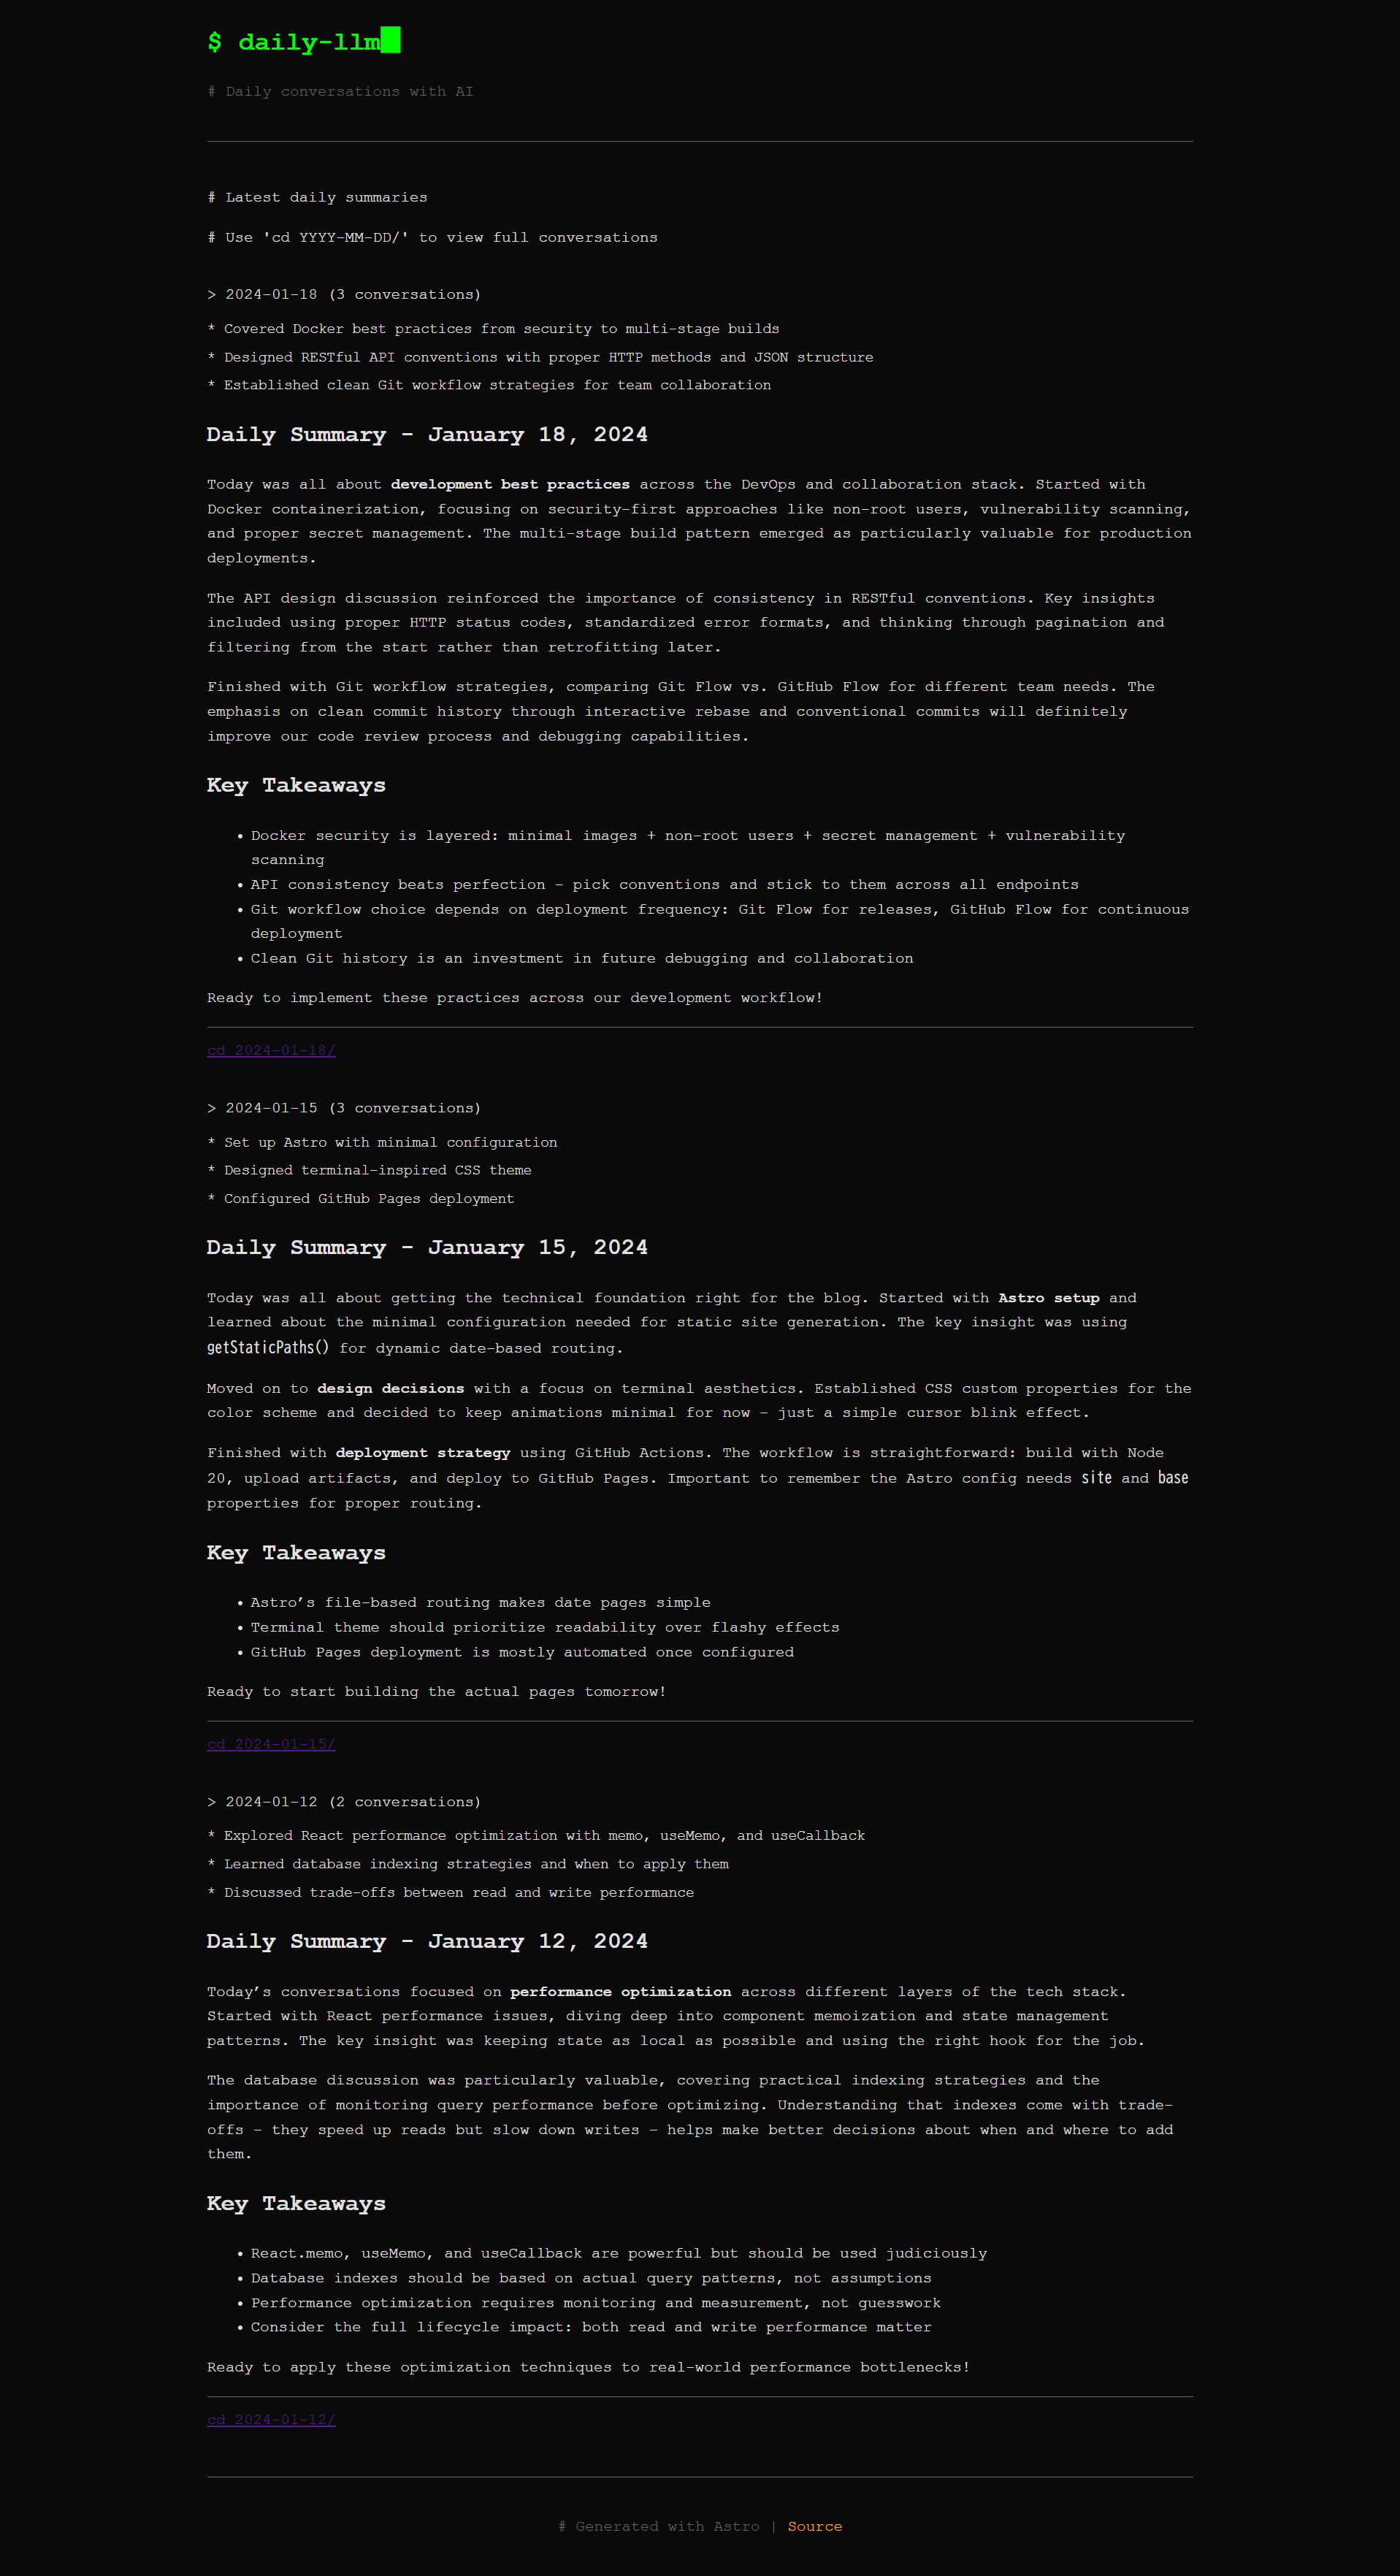 $ daily-llm
# Daily conversations with AI
# Latest daily summaries
# Use 'cd YYYY-MM-DD/' to view full conversations
> 2024-01-18 (3 conversations)
* Covered Docker best practices from security to multi-stage builds
* Designed RESTful API conventions with proper HTTP methods and JSON structure
* Established clean Git workflow strategies for team collaboration
Daily Summary - January 18, 2024
Today was all about development best practices across the DevOps and collaboration stack. Started with
Docker containerization, focusing on security-first approaches like non-root users, vulnerability scanning,
and proper secret management. The multi-stage build pattern emerged as particularly valuable for production
deployments.
The API design discussion reinforced the importance of consistency in RESTful conventions. Key insights
included using proper HTTP status codes, standardized error formats, and thinking through pagination and
filtering from the start rather than retrofitting later.
Finished with Git workflow strategies, comparing Git Flow vs. GitHub Flow for different team needs. The
emphasis on clean commit history through interactive rebase and conventional commits will definitely
improve our code review process and debugging capabilities.
Key Takeaways
• Docker security is layered: minimal images + non-root users + secret management + vulnerability
scanning
• API consistency beats perfection - pick conventions and stick to them across all endpoints
• Git workflow choice depends on deployment frequency: Git Flow for releases, GitHub Flow for continuous
deployment
• Clean Git history is an investment in future debugging and collaboration
Ready to implement these practices across our development workflow!
cd 2024-01-18/
> 2024-01-15 (3 conversations)
* Set up Astro with minimal configuration
* Designed terminal-inspired CSS theme
* Configured GitHub Pages deployment
Daily Summary - January 15, 2024
Today was all about getting the technical foundation right for the blog. Started with Astro setup and
learned about the minimal configuration needed for static site generation. The key insight was using
getStaticPaths() for dynamic date-based routing.
Moved on to design decisions with a focus on terminal aesthetics. Established CSS custom properties for the
color scheme and decided to keep animations minimal for now - just a simple cursor blink effect.
Finished with deployment strategy using GitHub Actions. The workflow is straightforward: build with Node
20, upload artifacts, and deploy to GitHub Pages. Important to remember the Astro config needs site and base
properties for proper routing.
Key Takeaways
• Astro’s file-based routing makes date pages simple
• Terminal theme should prioritize readability over flashy effects
• GitHub Pages deployment is mostly automated once configured
Ready to start building the actual pages tomorrow!
cd 2024-01-15/
> 2024-01-12 (2 conversations)
* Explored React performance optimization with memo, useMemo, and useCallback
* Learned database indexing strategies and when to apply them
* Discussed trade-offs between read and write performance
Daily Summary - January 12, 2024
Today’s conversations focused on performance optimization across different layers of the tech stack.
Started with React performance issues, diving deep into component memoization and state management
patterns. The key insight was keeping state as local as possible and using the right hook for the job.
The database discussion was particularly valuable, covering practical indexing strategies and the
importance of monitoring query performance before optimizing. Understanding that indexes come with trade-
offs - they speed up reads but slow down writes - helps make better decisions about when and where to add
them.
Key Takeaways
• React.memo, useMemo, and useCallback are powerful but should be used judiciously
• Database indexes should be based on actual query patterns, not assumptions
• Performance optimization requires monitoring and measurement, not guesswork
• Consider the full lifecycle impact: both read and write performance matter
Ready to apply these optimization techniques to real-world performance bottlenecks!
cd 2024-01-12/
# Generated with Astro | Source